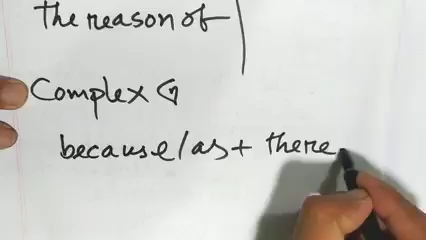 the reason of
Complex G
because/as + there